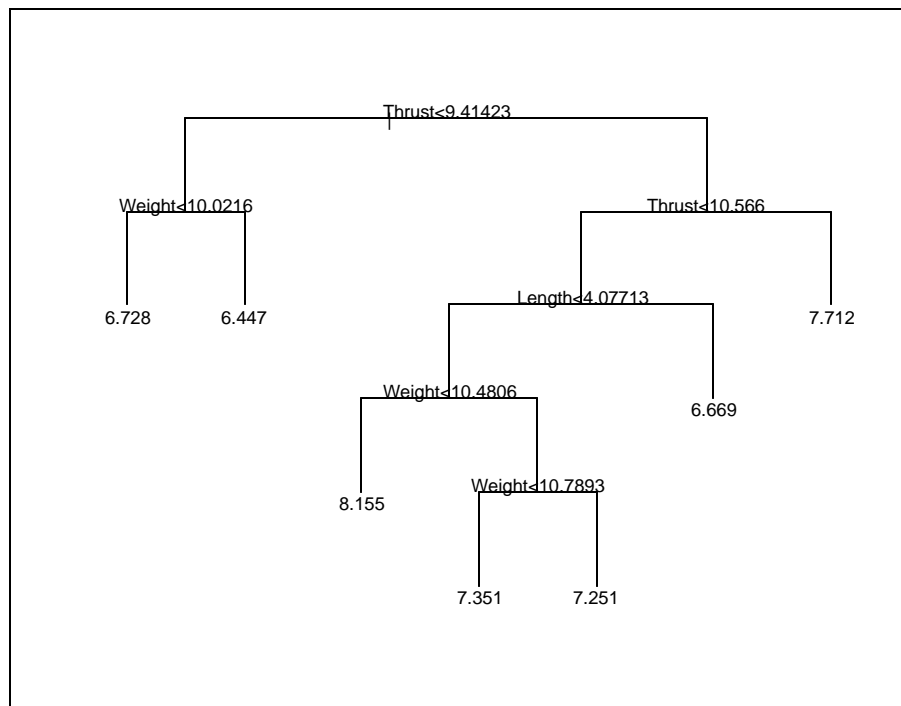 Thrust<9.41423
Weight<10.0216
Thrust<10.566
6.728
6.447
Length<4.07713
7.712
Weight<10.4806
6.669
8.155
Weight<10.7893
7.351
7.251